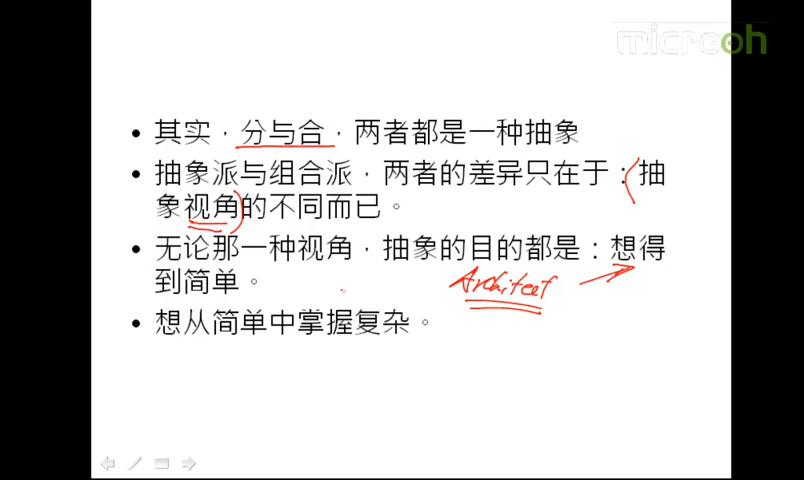 microoh
• 其实，分与合，两者都是一种抽象
• 抽象派与组合派，两者的差异只在于：抽
象视角的不同而已。
• 无论那一种视角，抽象的目的都是：想得
到简单。
Architect
• 想从简单中掌握复杂。